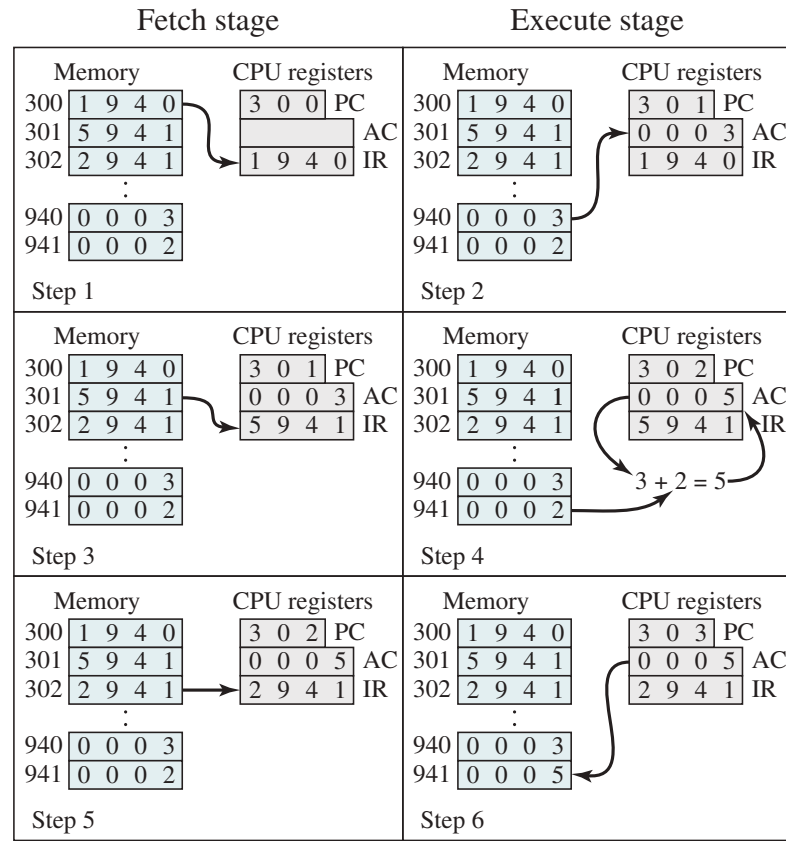 Fetch stage Execute stage
Memory CPU registers
300 1 9 4 0 3 0 0 PC
301 5 9 4 1 AC
302 2 9 4 1 1 9 4 0 IR
⋮
940 0 0 0 3
941 0 0 0 2
Step 1
Memory CPU registers
300 1 9 4 0 3 0 1 PC
301 5 9 4 1 0 0 0 3 AC
302 2 9 4 1 1 9 4 0 IR
⋮
940 0 0 0 3
941 0 0 0 2
Step 2
Memory CPU registers
300 1 9 4 0 3 0 1 PC
301 5 9 4 1 0 0 0 3 AC
302 2 9 4 1 5 9 4 1 IR
⋮
940 0 0 0 3
941 0 0 0 2
Step 3
Memory CPU registers
300 1 9 4 0 3 0 2 PC
301 5 9 4 1 0 0 0 5 AC
302 2 9 4 1 5 9 4 1 IR
⋮
940 0 0 0 3 3 + 2 = 5
941 0 0 0 2
Step 4
Memory CPU registers
300 1 9 4 0 3 0 2 PC
301 5 9 4 1 0 0 0 5 AC
302 2 9 4 1 2 9 4 1 IR
⋮
940 0 0 0 3
941 0 0 0 2
Step 5
Memory CPU registers
300 1 9 4 0 3 0 3 PC
301 5 9 4 1 0 0 0 5 AC
302 2 9 4 1 2 9 4 1 IR
⋮
940 0 0 0 3
941 0 0 0 5
Step 6